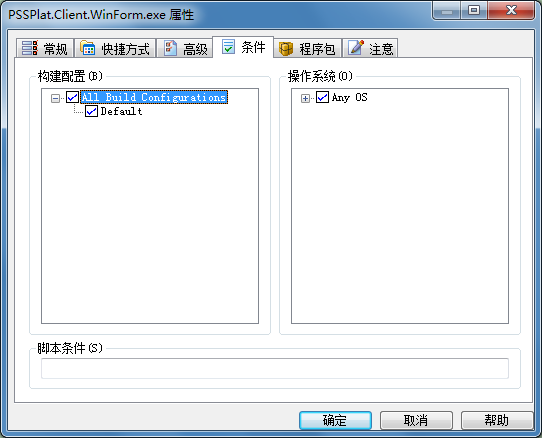 PSSPlat.Client.WinForm.exe 属性
常规 快捷方式 高级 条件 程序包 注意
构建配置(B) 操作系统(O)
All Build Configurations Any OS
Default
脚本条件(S)
确定 取消 帮助